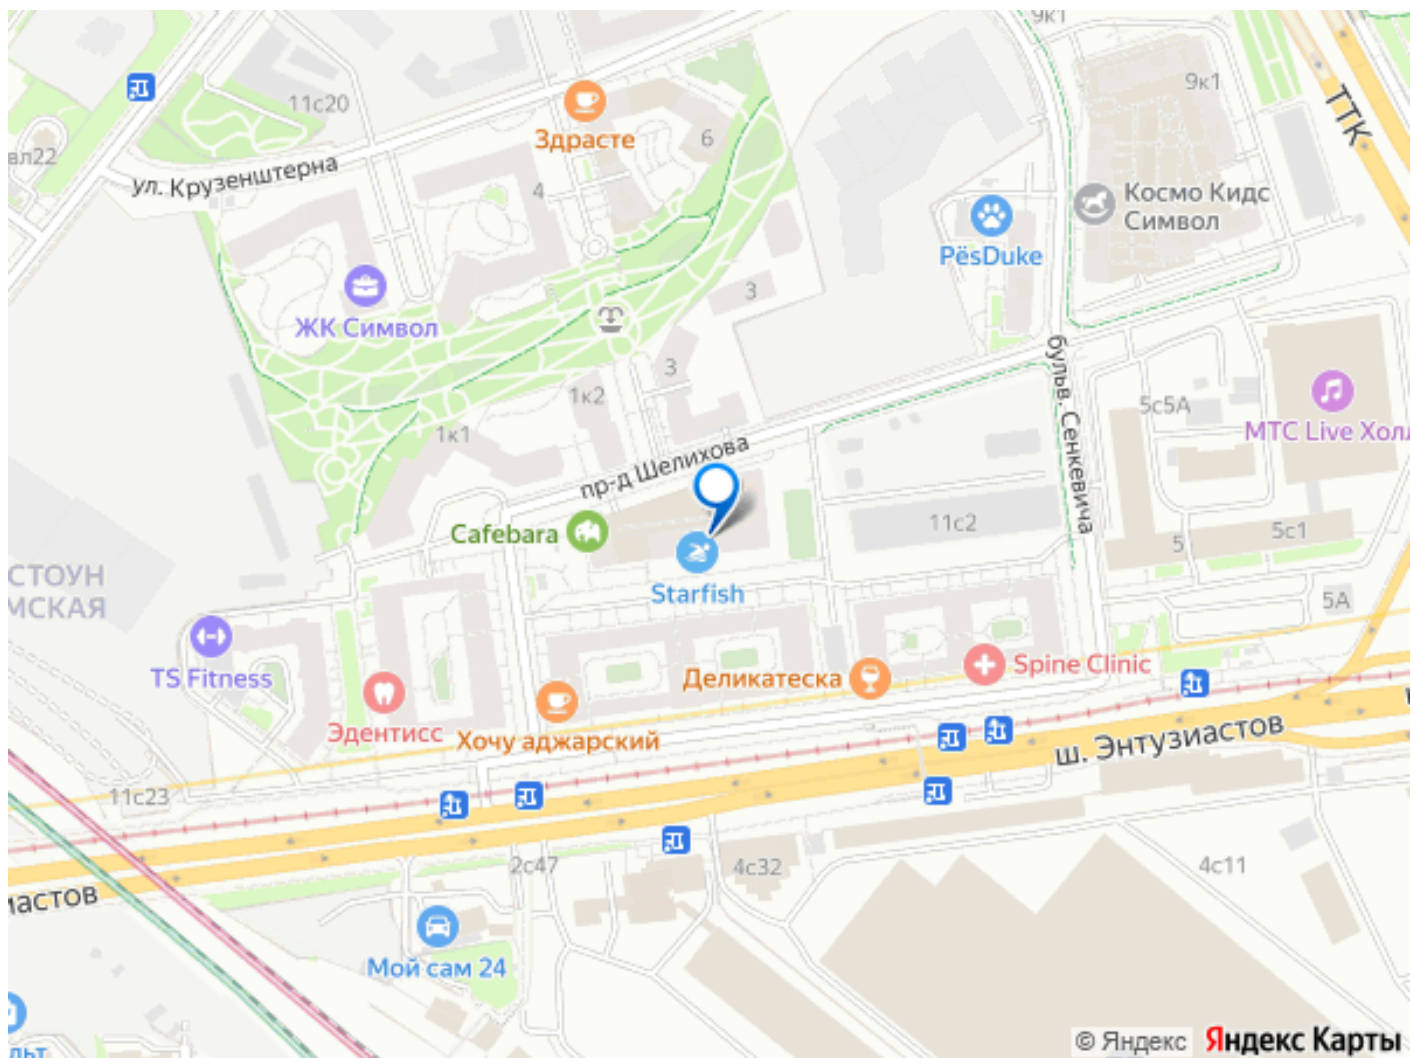 9к1
11с20
9к1
ТТК
Здрасте
6
вл22
ул. Крузенштерна
4
Космо Кидс
Символ
PёsDuke
3
ЖК Символ
бульв. Сенкевича
3
1к2
5с5А
1к1
МТС Live Хол
пр-д Шелихова
Cafebara
11с2
5с1
5
СТОУН
МСКАЯ
Starfish
5А
TS Fitness
Деликатеска
Spine Clinic
Эдентисс
Хочу аджарский
ш. Энтузиастов
11с23
2с47
4с32
4с11
иастов
Мой сам 24
© Яндекс Яндекс Карты